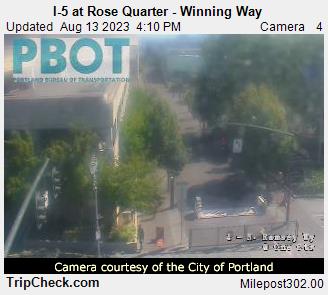 I-5 at Rose Quarter - Winning Way
Updated Aug 13 2023 4:10 PM Camera 4
PBOT
PORTLAND BUREAU OF TRANSPORTATION
Camera courtesy of the City of Portland
TripCheck.com Milepost302.00